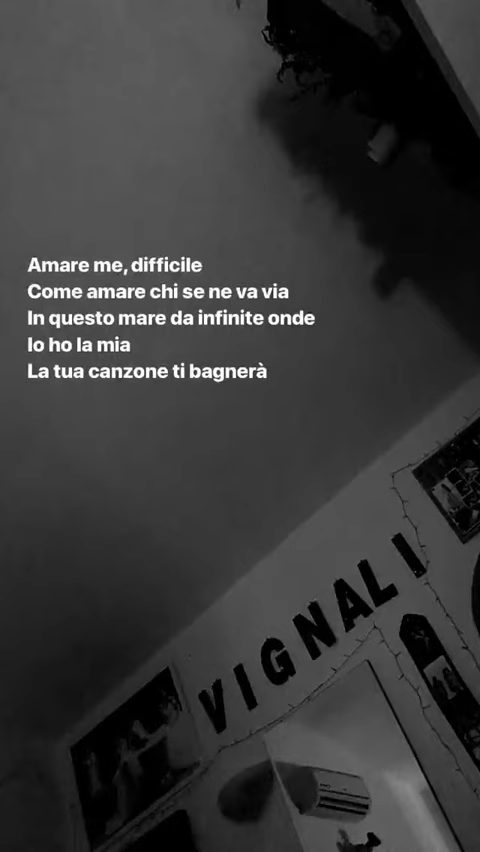 Amare me, difficile
Come amare chi se ne va via
In questo mare da infinite onde
Io ho la mia
La tua canzone ti bagnerà
VIGNALI